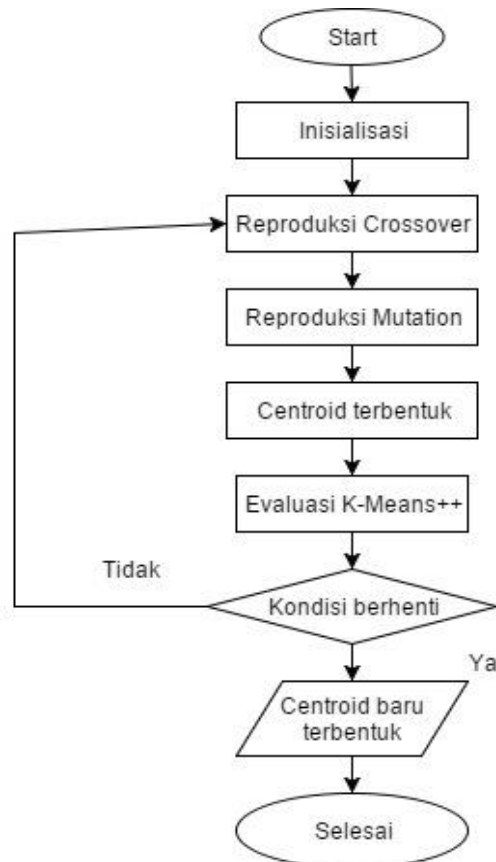 Start
Inisialisasi
Reproduksi Crossover
Reproduksi Mutation
Centroid terbentuk
Evaluasi K-Means++
Tidak
Kondisi berhenti
Ya
Centroid baru
terbentuk
Selesai